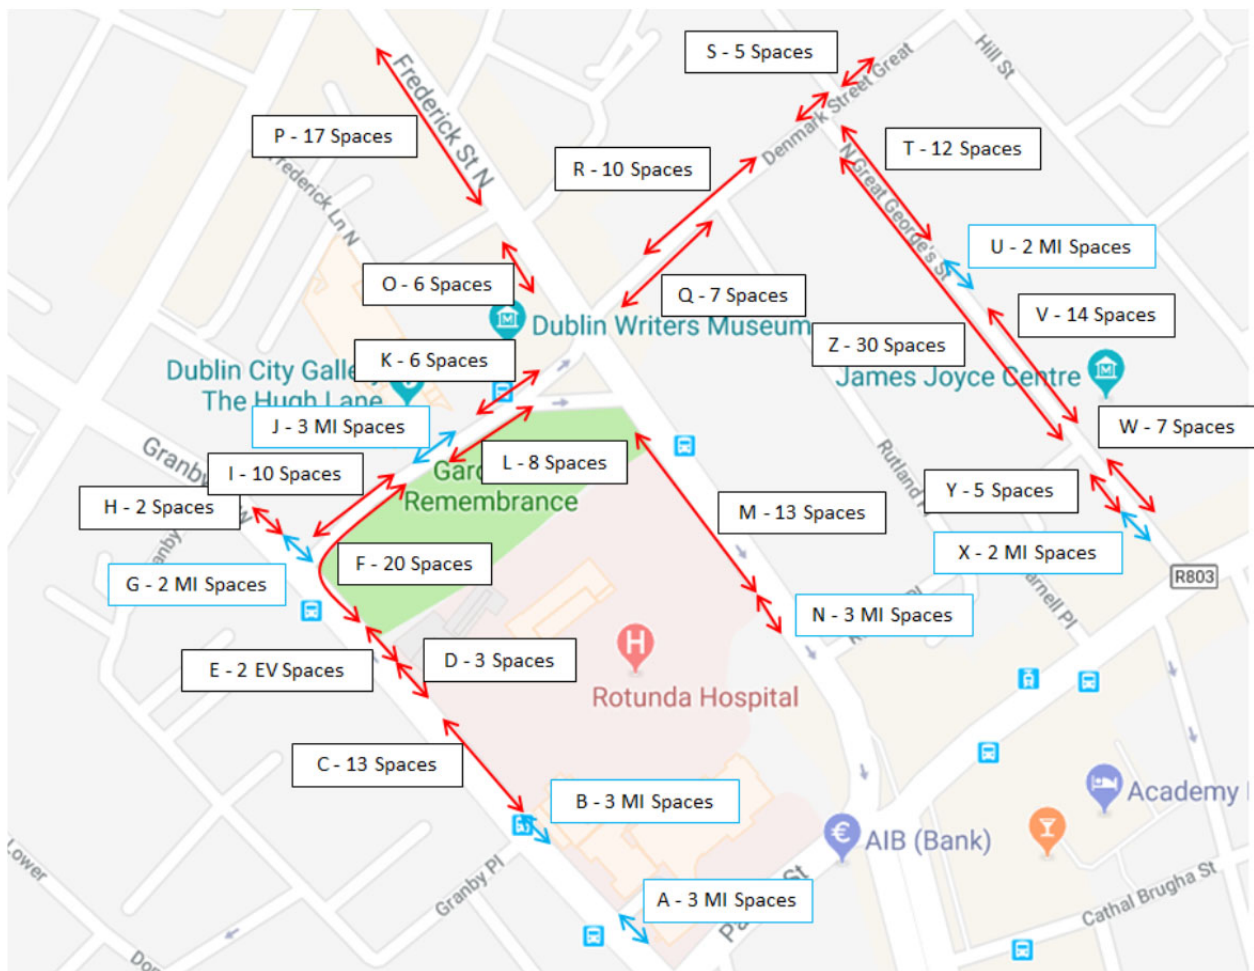 S - 5 Spaces
Hill St
Frederick St N
Denmark Street Great
P - 17 Spaces
T - 12 Spaces
R - 10 Spaces
Frederick Ln N
N Great George's St
U - 2 MI Spaces
O - 6 Spaces
Q - 7 Spaces
V - 14 Spaces
Dublin Writers Museum
Z - 30 Spaces
K - 6 Spaces
Dublin City Gallery
The Hugh Lane
James Joyce Centre
J - 3 MI Spaces
W - 7 Spaces
Granby
I - 10 Spaces
L - 8 Spaces
Remembrance
Rutland
Y - 5 Spaces
H - 2 Spaces
M - 13 Spaces
X - 2 MI Spaces
F - 20 Spaces
G - 2 MI Spaces
R803
N - 3 MI Spaces
H
E - 2 EV Spaces
D - 3 Spaces
Rotunda Hospital
C - 13 Spaces
B - 3 MI Spaces
Academy
€
AIB (Bank)
Lower
Granby Pl
A - 3 MI Spaces
Cathal Brugha St